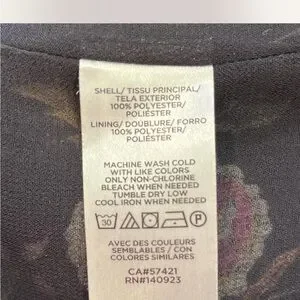 SHELL/ TISSU PRINCIPAL/
TELA EXTERIOR
100% POLYESTER/
POLIÉSTER
LINING/ DOUBLURE/ FORRO
100% POLYESTER/
POLIÉSTER
MACHINE WASH COLD
WITH LIKE COLORS
ONLY NON-CHLORINE
BLEACH WHEN NEEDED
TUMBLE DRY LOW
COOL IRON WHEN NEEDED
30 P
AVEC DES COULEURS
SEMBLABLES / CON
COLORES SIMILARES
CA#57421
RN#140923